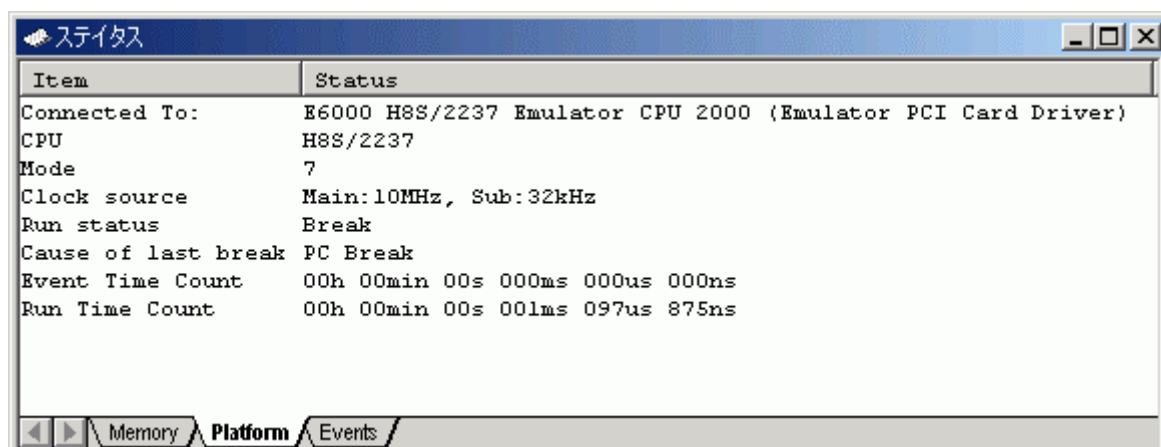 ステイタス
Item Status
Connected To: E6000 H8S/2237 Emulator CPU 2000 (Emulator PCI Card Driver)
CPU H8S/2237
Mode 7
Clock source Main:10MHz, Sub:32kHz
Run status Break
Cause of last break PC Break
Event Time Count 00h 00min 00s 000ms 000us 000ns
Run Time Count 00h 00min 00s 001ms 097us 875ns
Memory Platform Events